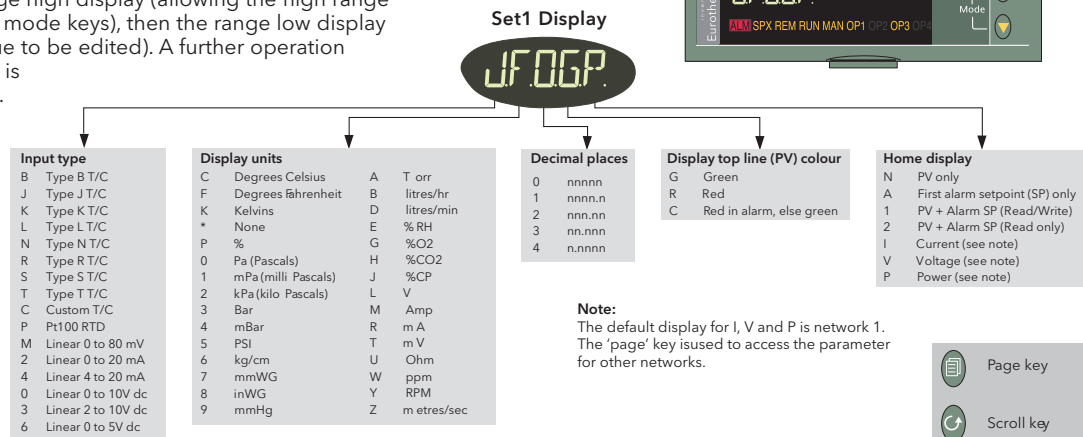 ge high display (allowing the high range
mode keys), then the range low display
ue to be edited). A further operation
is
.
Set1 Display
J.F.0.G.P.
Eurothe
ALM SPX REM RUN MAN OP1 OP2 OP3 OP4
Mode
Input type
B Type B T/C
J Type J T/C
K Type K T/C
L Type L T/C
N Type N T/C
R Type R T/C
S Type S T/C
T Type T T/C
C Custom T/C
P Pt100 RTD
M Linear 0 to 80 mV
2 Linear 0 to 20 mA
4 Linear 4 to 20 mA
0 Linear 0 to 10V dc
3 Linear 2 to 10V dc
6 Linear 0 to 5V dc
Display units
C Degrees Celsius
F Degrees Fahrenheit
K Kelvins
* None
P %
0 Pa (Pascals)
1 mPa (milli Pascals)
2 kPa (kilo Pascals)
3 Bar
4 mBar
5 PSI
6 kg/cm
7 mmWG
8 inWG
9 mmHg
A T orr
B litres/hr
D litres/min
E % RH
G %O2
H %CO2
J %CP
L V
M Amp
R m A
T m V
U Ohm
W ppm
Y RPM
Z m etres/sec
Decimal places
0 nnnnn
1 nnnn.n
2 nnn.nn
3 nn.nnn
4 n.nnnn
Display top line (PV) colour
G Green
R Red
C Red in alarm, else green
Home display
N PV only
A First alarm setpoint (SP) only
1 PV + Alarm SP (Read/Write)
2 PV + Alarm SP (Read only)
I Current (see note)
V Voltage (see note)
P Power (see note)
Note:
The default display for I, V and P is network 1.
The 'page' key isused to access the parameter
for other networks.
Page key
Scroll key